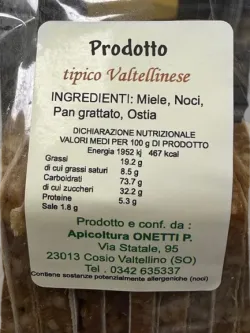 Prodotto
tipico Valtellinese
INGREDIENTI: Miele, Noci,
Pan grattato, Ostia
DICHIARAZIONE NUTRIZIONALE
VALORI MEDI PER 100 g DI PRODOTTO
Energia 1952 kj 467 kcal
Grassi 19.2 g
di cui grassi saturi 8.5 g
Carboidrati 73.7 g
di cui zuccheri 32.2 g
Proteine 5.3 g
Sale 1.8 g
Prodotto e conf. da :
Apicoltura ONETTI P.
Via Statale, 95
23013 Cosio Valtellino (SO)
Tel . 0342 635337
Contiene sostanze potenzialmente allergeniche (noci)